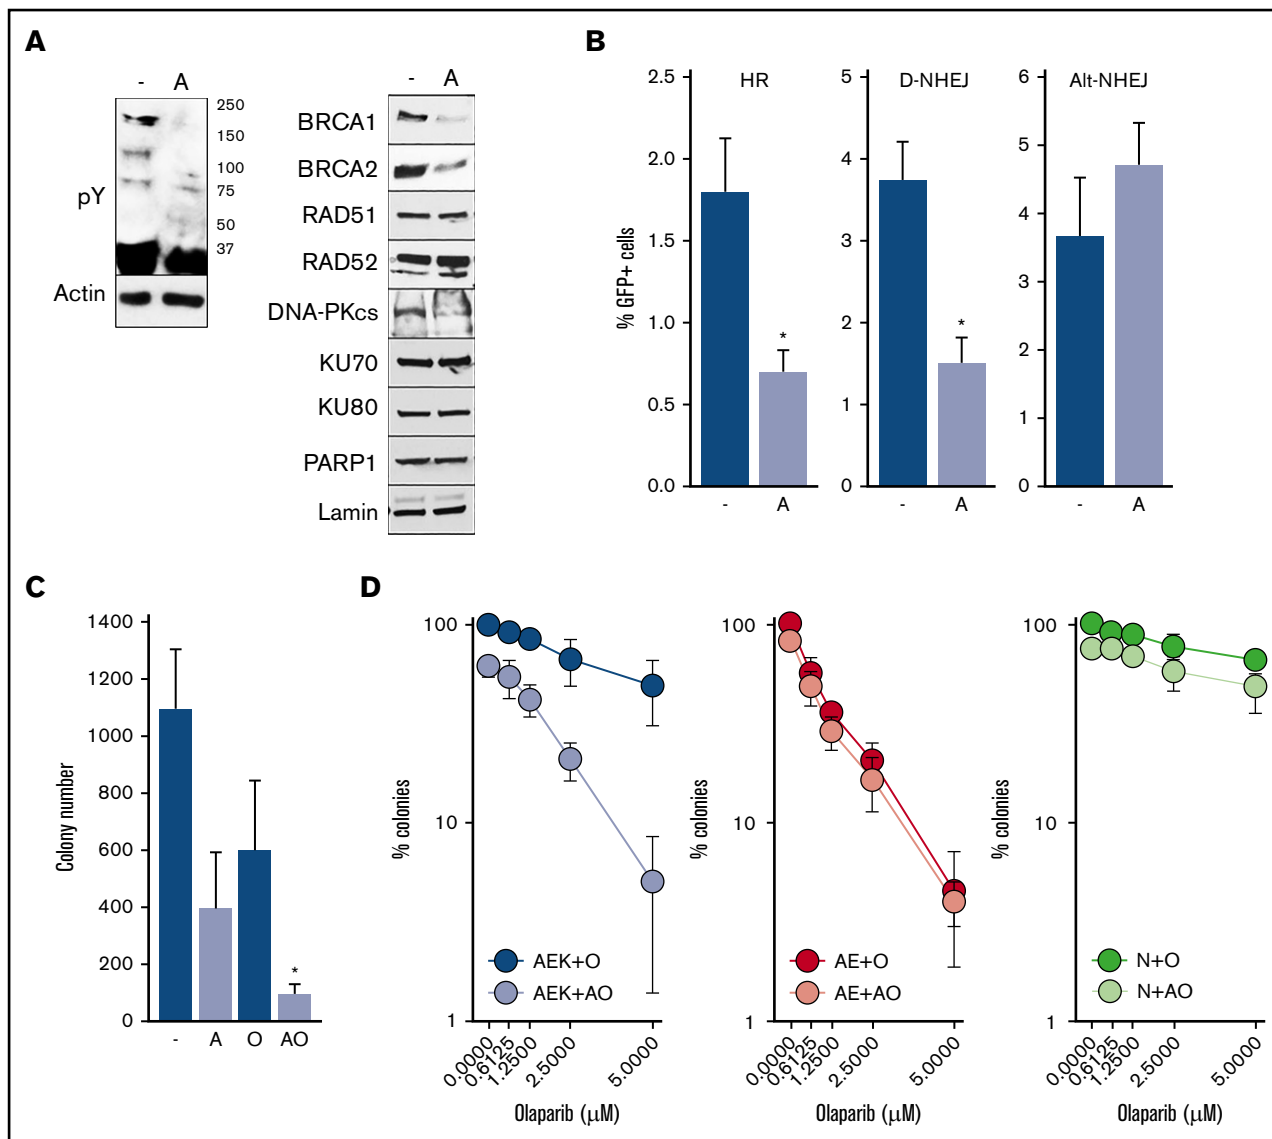 A
- A
250
150
100
75
50
37
pY
Actin
- A
BRCA1
BRCA2
RAD51
RAD52
DNA-PKcs
KU70
KU80
PARP1
Lamin
B
% GFP+ cells
HR
2.5
2.0
1.5
1.0
0.5
0.0
*
- A
D-NHEJ
5
4
3
2
1
0
*
- A
Alt-NHEJ
6
5
4
3
2
1
0
- A
C
Colony number
1400
1200
1000
800
600
400
200
0
*
- A O AO
D
% colonies
100
10
1
AEK+O
AEK+AO
0.0000 0.6125 1.2500 2.5000 5.0000
Olaparib (μM)
% colonies
100
10
1
AE+O
AE+AO
0.0000 0.6125 1.2500 2.5000 5.0000
Olaparib (μM)
% colonies
100
10
1
N+O
N+AO
0.0000 0.6125 1.2500 2.5000 5.0000
Olaparib (μM)